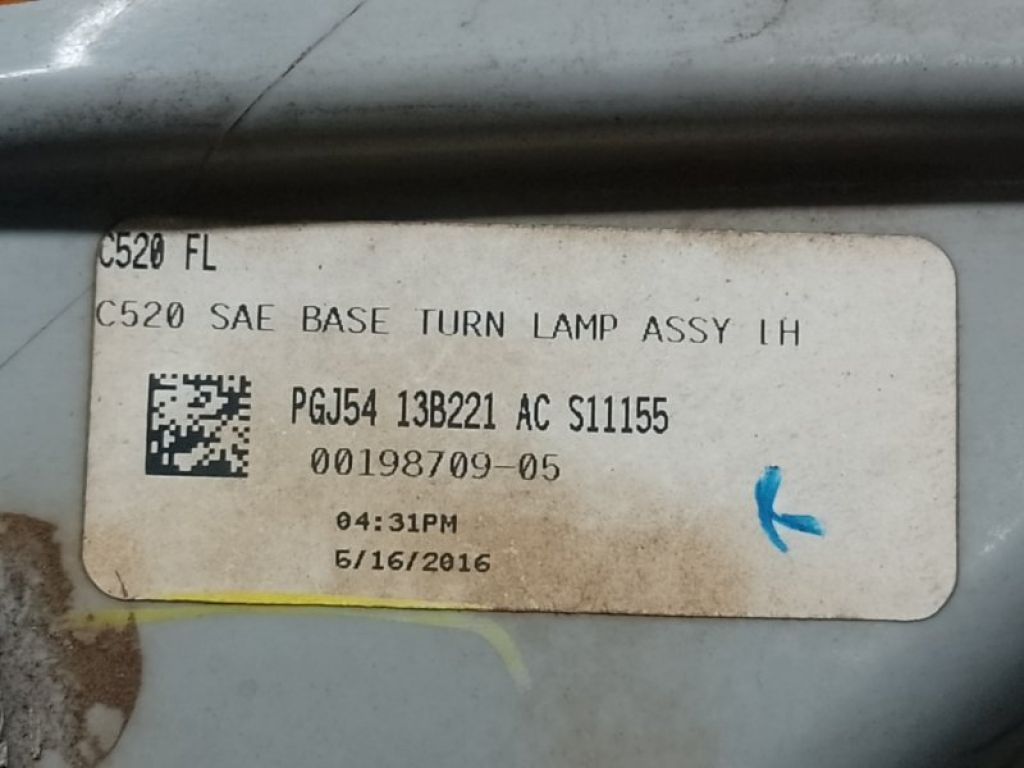 C520 FL
C520 SAE BASE TURN LAMP ASSY LH
PGJ54 13B221 AC S11155
00198709-05
04:31PM
5/16/2016